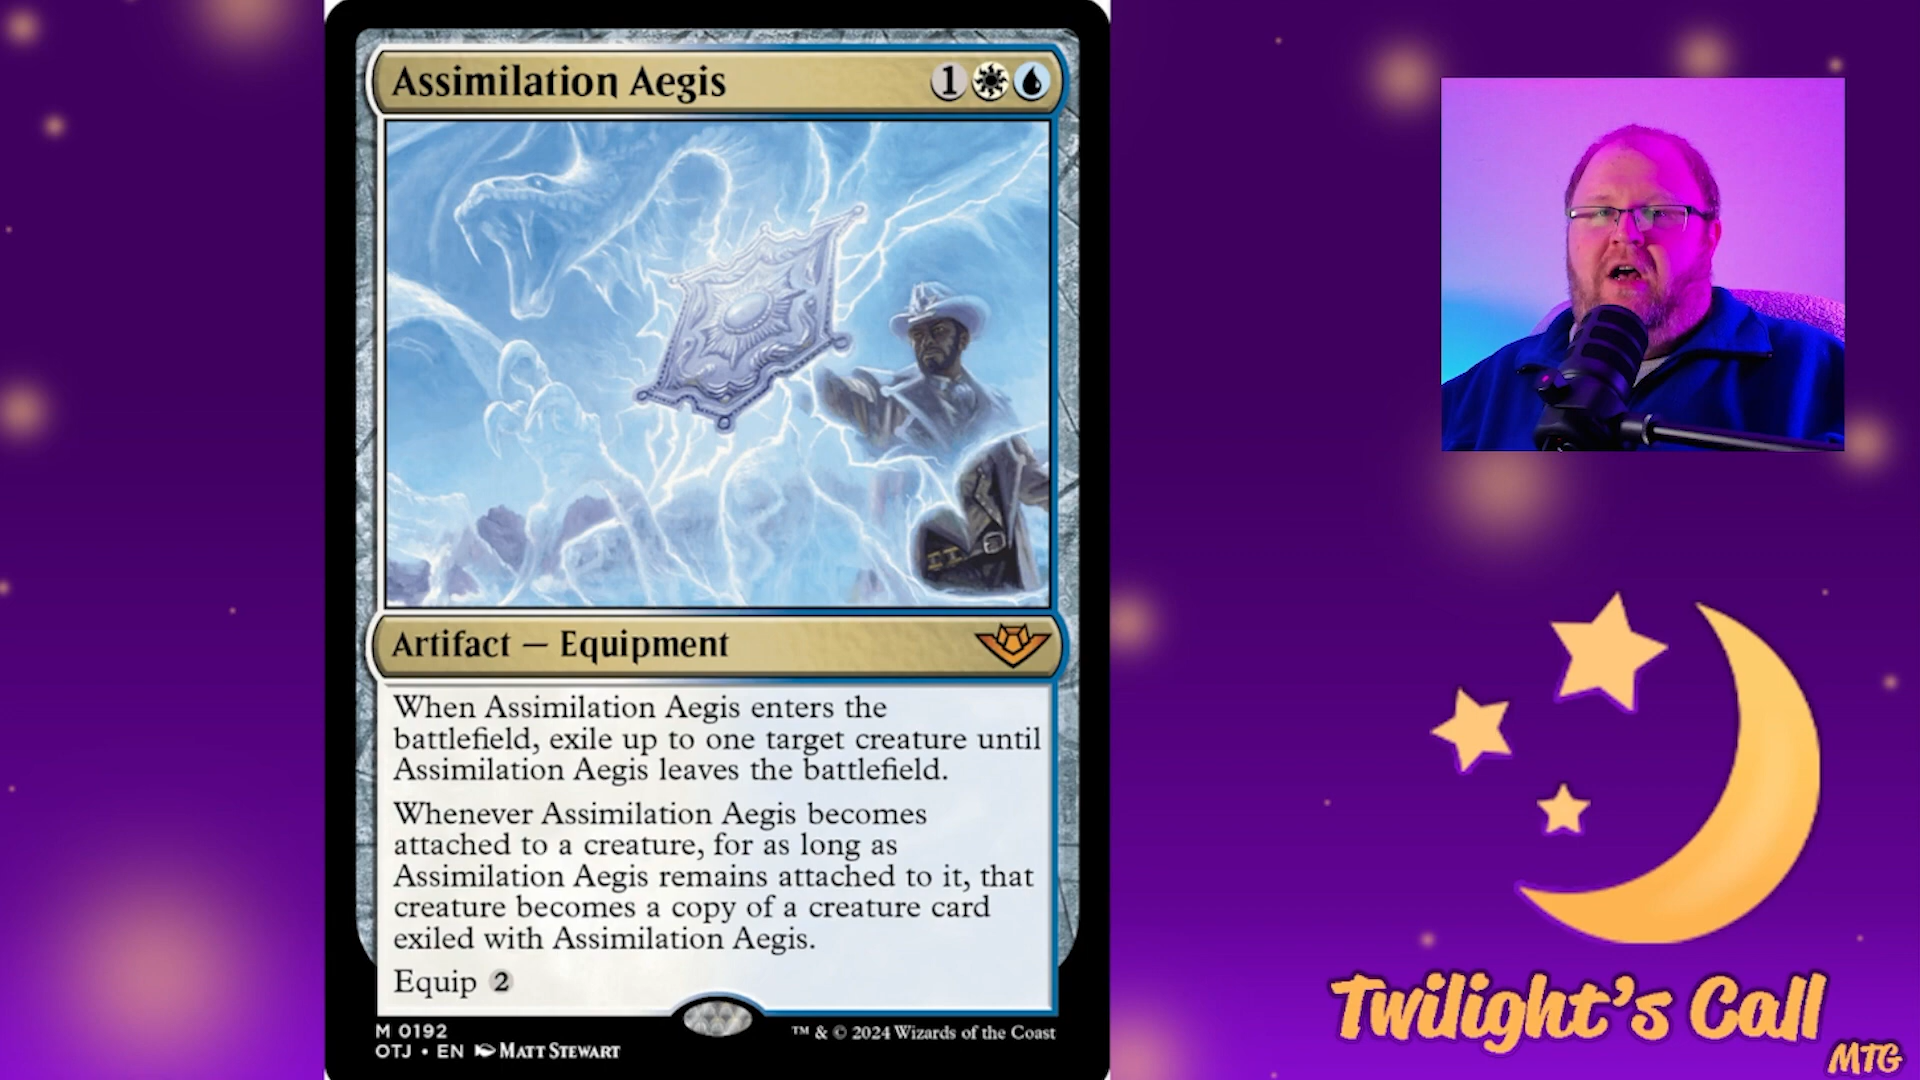 Assimilation Aegis 1
Artifact — Equipment
When Assimilation Aegis enters the
battlefield, exile up to one target creature until
Assimilation Aegis leaves the battlefield.
Whenever Assimilation Aegis becomes
attached to a creature, for as long as
Assimilation Aegis remains attached to it, that
creature becomes a copy of a creature card
exiled with Assimilation Aegis.
Equip 2
M 0192
OTJ • EN MATT STEWART
™ & © 2024 Wizards of the Coast
Twilight's Call
MTG